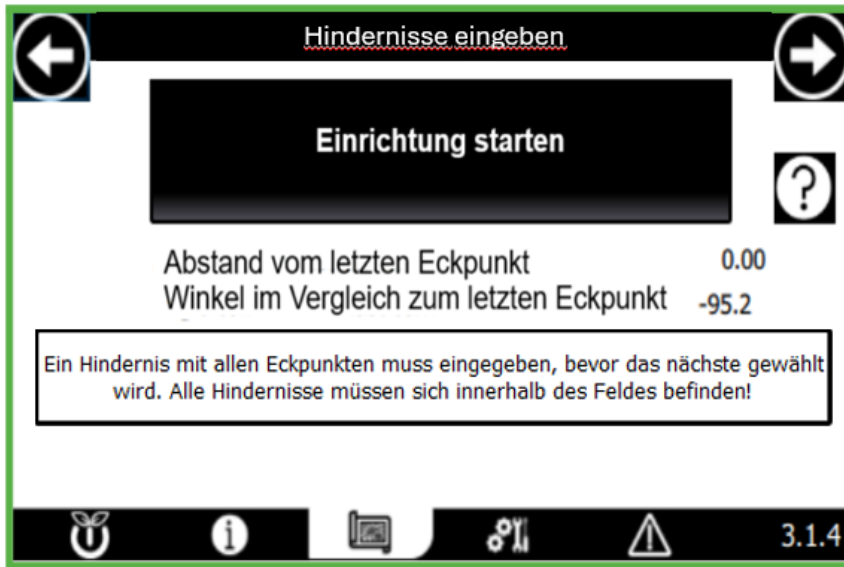 Hindernisse eingeben
Einrichtung starten
Abstand vom letzten Eckpunkt 0.00
Winkel im Vergleich zum letzten Eckpunkt -95.2
Ein Hindernis mit allen Eckpunkten muss eingegeben, bevor das nächste gewählt
wird. Alle Hindernisse müssen sich innerhalb des Feldes befinden!
3.1.4